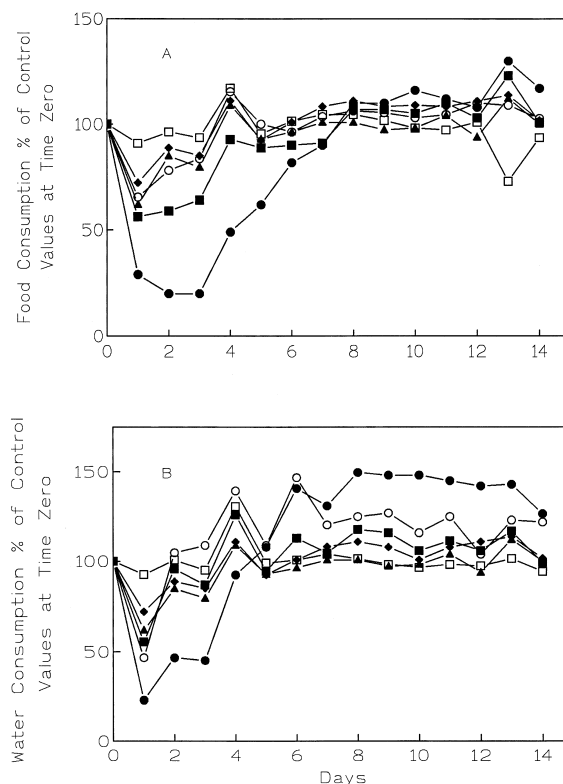 A
Food Consumption % of Control
Values at Time Zero
150
100
50
0
0 2 4 6 8 10 12 14
B
Water Consumption % of Control
Values at Time Zero
150
100
50
0
0 2 4 6 8 10 12 14
Days